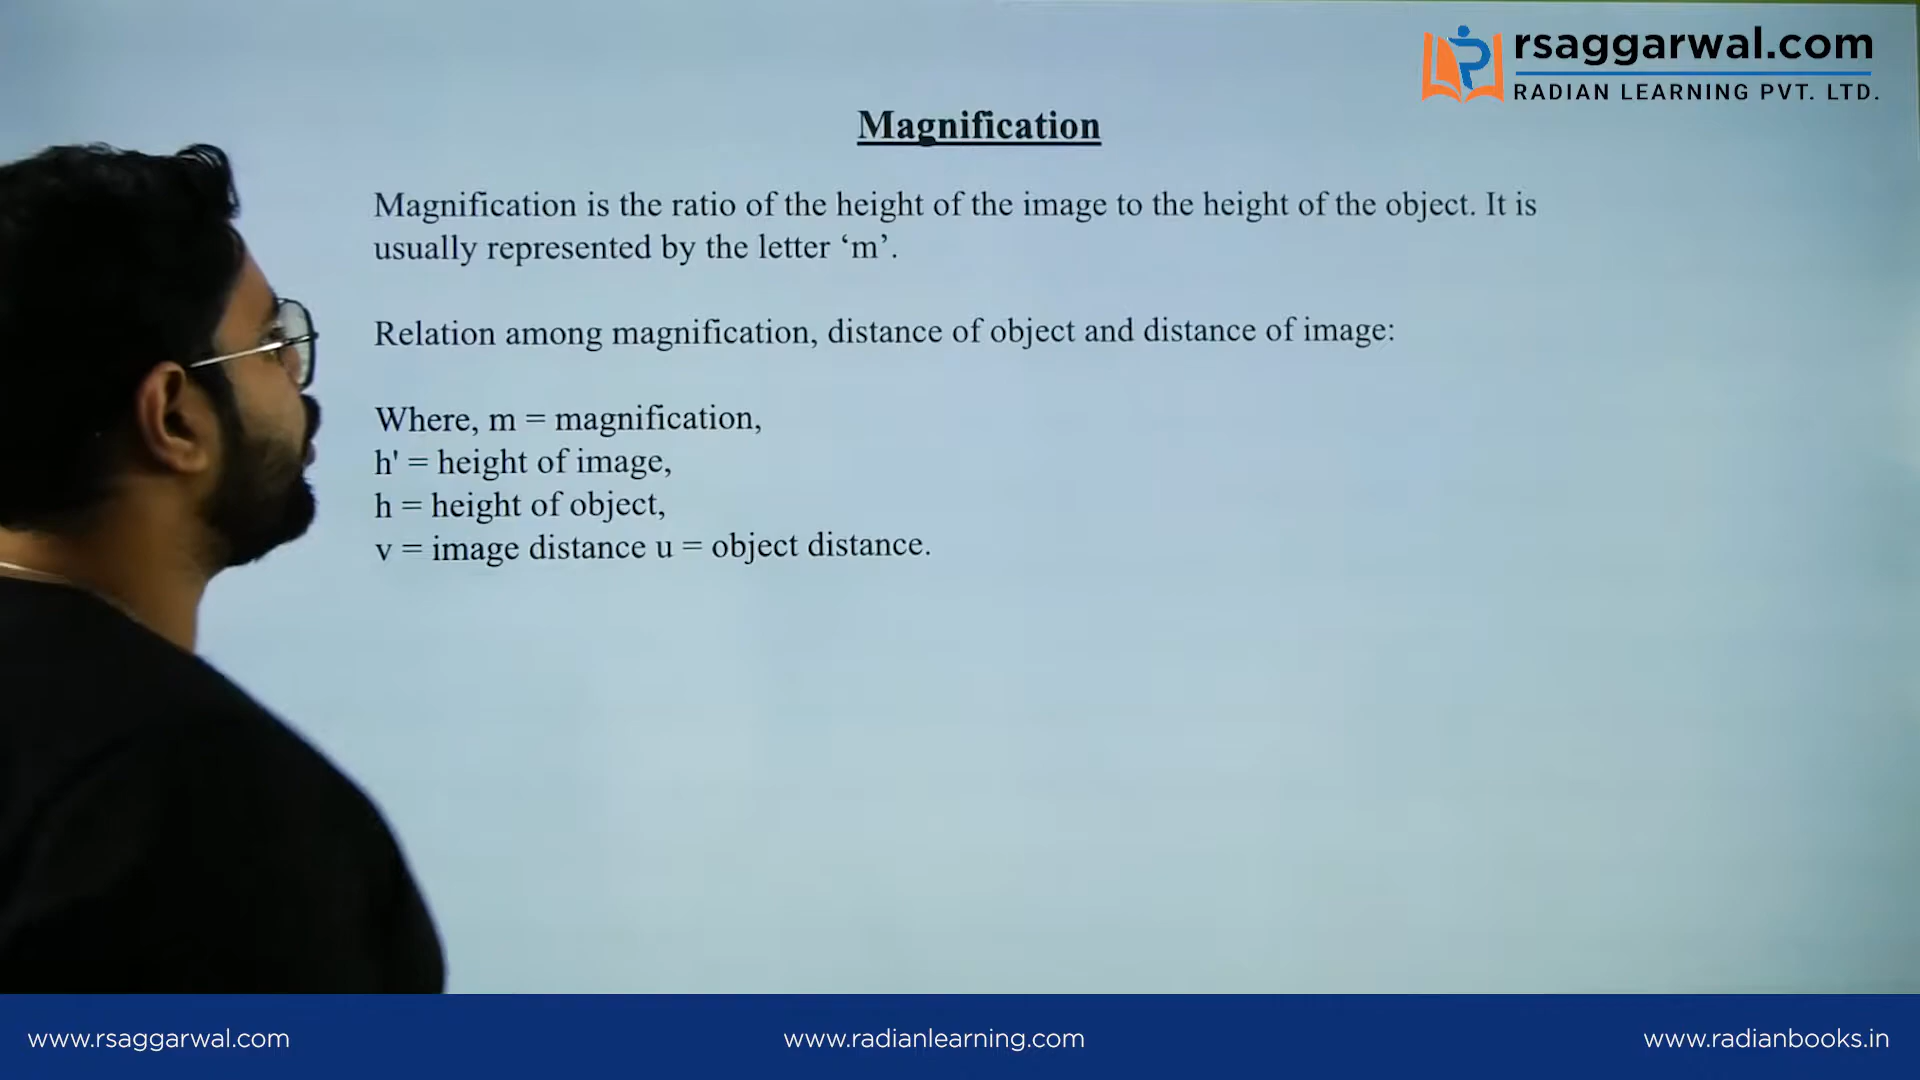 rsaggarwal.com
RADIAN LEARNING PVT. LTD.
Magnification
Magnification is the ratio of the height of the image to the height of the object. It is
usually represented by the letter ‘m’.
Relation among magnification, distance of object and distance of image:
Where, m = magnification,
h' = height of image,
h = height of object,
v = image distance u = object distance.
www.rsaggarwal.com
www.radianlearning.com
www.radianbooks.in